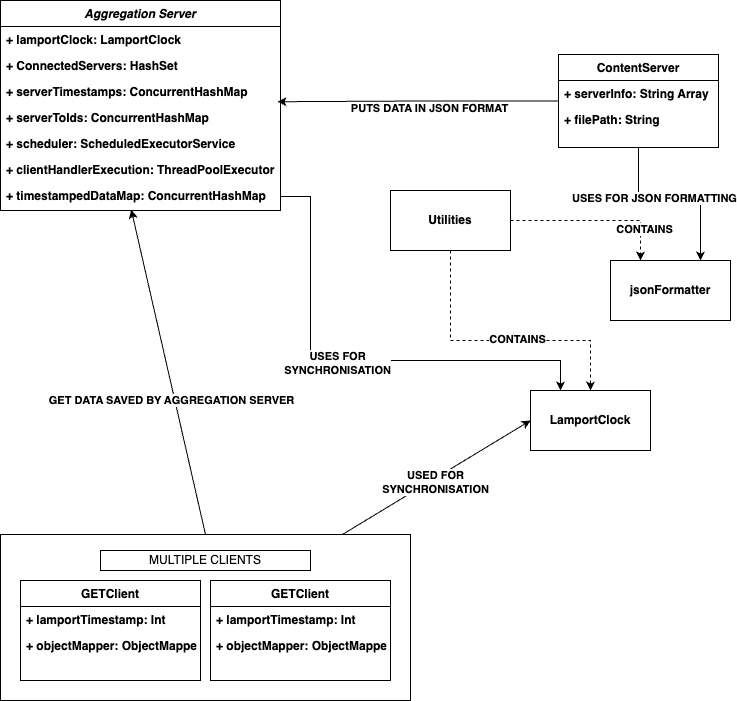 Aggregation Server
+ lamportClock: LamportClock
+ ConnectedServers: HashSet
+ serverTimestamps: ConcurrentHashMap
+ serverToIds: ConcurrentHashMap
+ scheduler: ScheduledExecutorService
+ clientHandlerExecution: ThreadPoolExecutor
+ timestampedDataMap: ConcurrentHashMap
PUTS DATA IN JSON FORMAT
ContentServer
+ serverInfo: String Array
+ filePath: String
USES FOR JSON FORMATTING
Utilities
CONTAINS
jsonFormatter
CONTAINS
USES FOR
SYNCHRONISATION
LamportClock
GET DATA SAVED BY AGGREGATION SERVER
USED FOR
SYNCHRONISATION
MULTIPLE CLIENTS
GETClient
+ lamportTimestamp: Int
+ objectMapper: ObjectMappe
GETClient
+ lamportTimestamp: Int
+ objectMapper: ObjectMappe